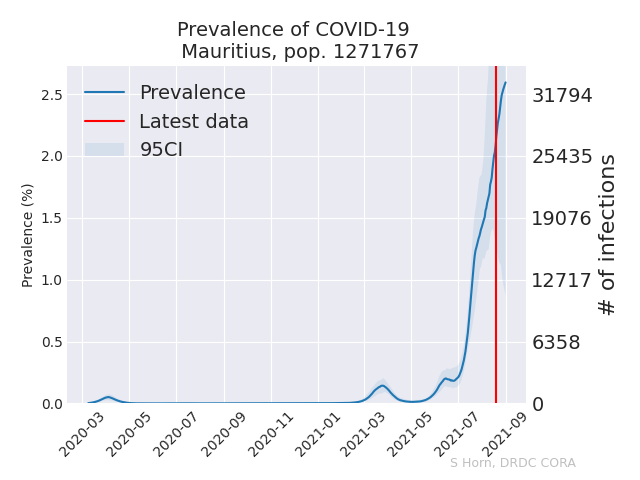 Prevalence of COVID-19
Mauritius, pop. 1271767
Prevalence
Latest data
95CI
Prevalence (%)
2.5
2.0
1.5
1.0
0.5
0.0
31794
25435
19076
12717
6358
0
# of infections
2020-03
2020-05
2020-07
2020-09
2020-11
2021-01
2021-03
2021-05
2021-07
2021-09
S Horn, DRDC CORA